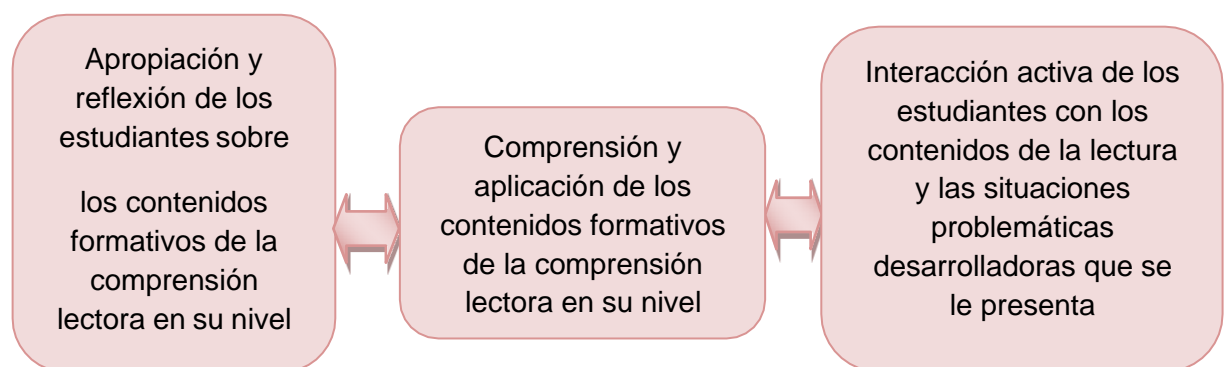 Apropiación y
reflexión de los
estudiantes sobre
los contenidos
formativos de la
comprensión
lectora en su nivel
Comprensión y
aplicación de los
contenidos formativos
de la comprensión
lectora en su nivel
Interacción activa de los
estudiantes con los
contenidos de la lectura
y las situaciones
problemáticas
desarrolladoras que se
le presenta